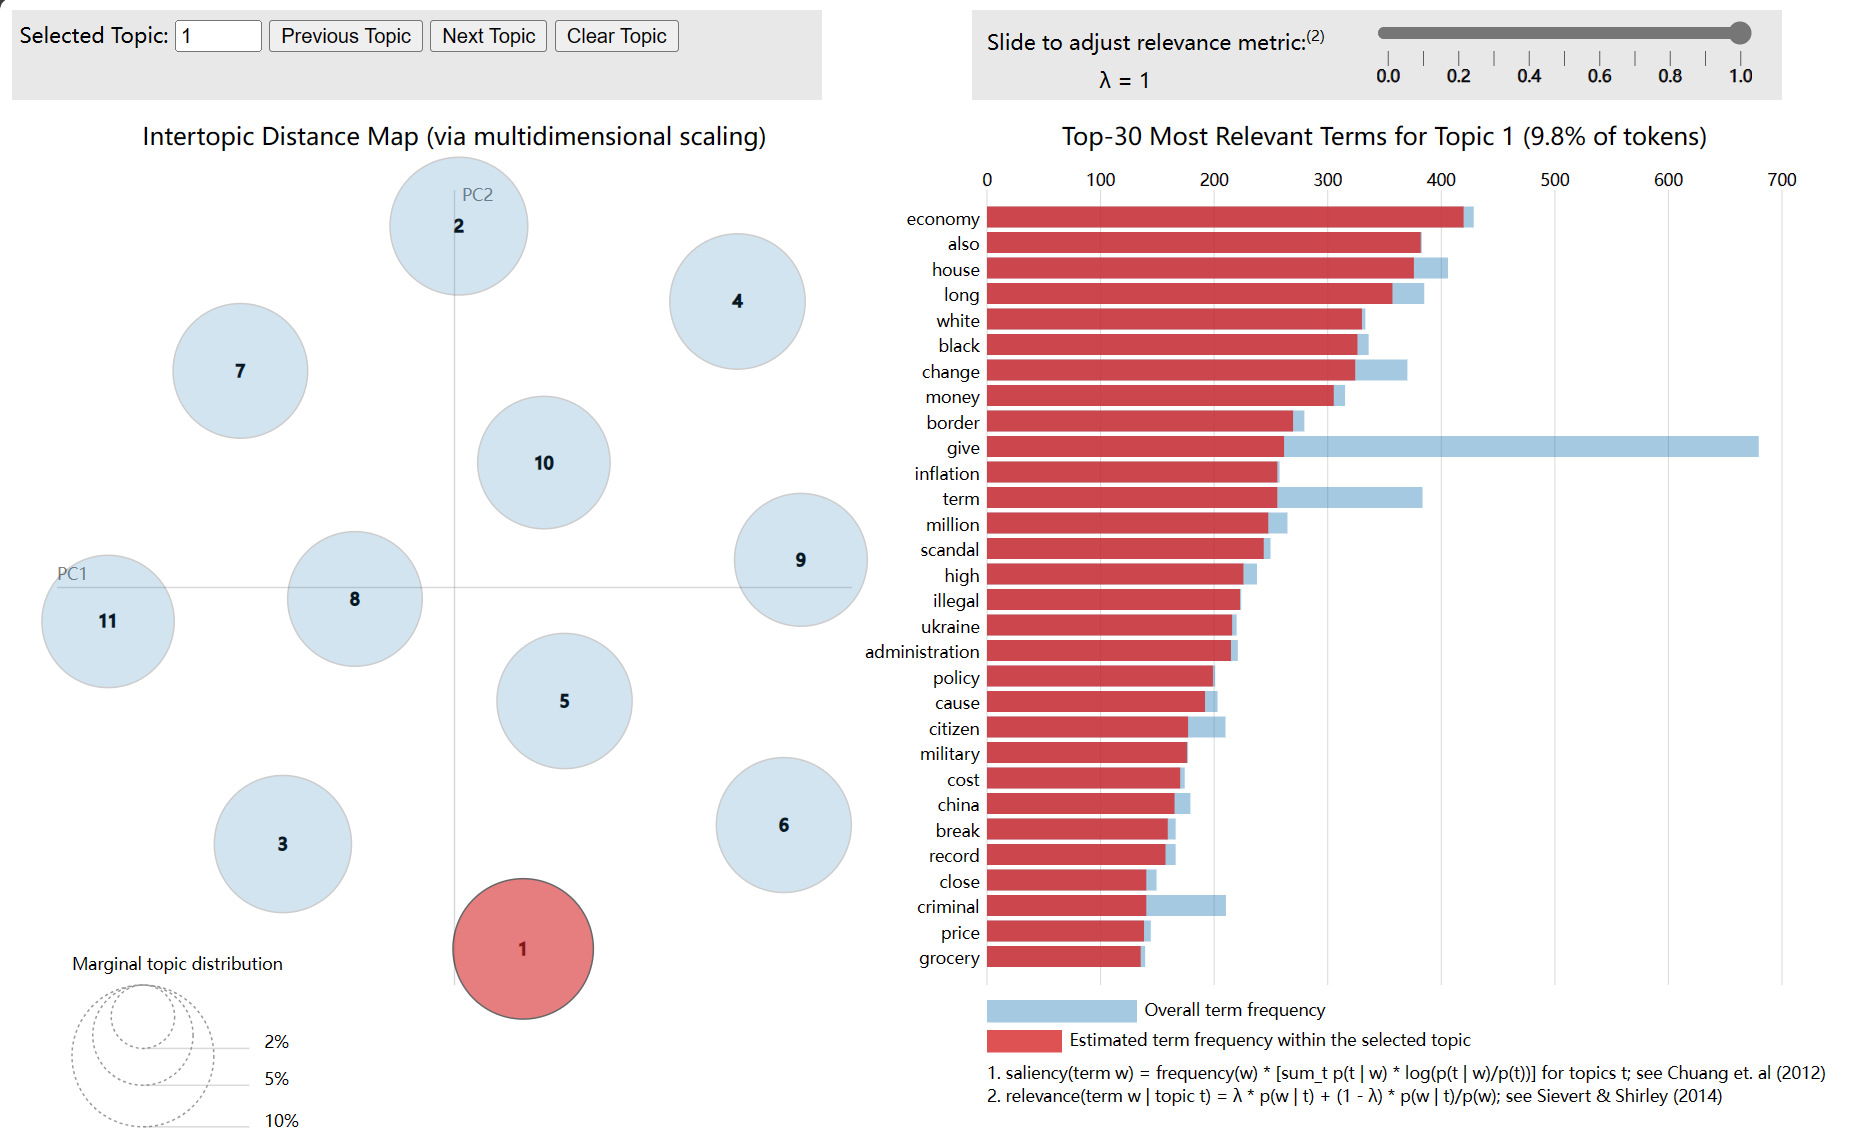 Selected Topic: 1 Previous Topic Next Topic Clear Topic
Slide to adjust relevance metric:(2)
λ = 1
0.0 0.2 0.4 0.6 0.8 1.0
Intertopic Distance Map (via multidimensional scaling)
PC2
2
4
7
10
9
PC1
8
11
5
6
3
1
Marginal topic distribution
2%
5%
10%
Top-30 Most Relevant Terms for Topic 1 (9.8% of tokens)
0 100 200 300 400 500 600 700
economy
also
house
long
white
black
change
money
border
give
inflation
term
million
scandal
high
illegal
ukraine
administration
policy
cause
citizen
military
cost
china
break
record
close
criminal
price
grocery
Overall term frequency
Estimated term frequency within the selected topic
1. saliency(term w) = frequency(w) * [sum_t p(t | w) * log(p(t | w)/p(t))] for topics t; see Chuang et. al (2012)
2. relevance(term w | topic t) = λ * p(w | t) + (1 - λ) * p(w | t)/p(w); see Sievert & Shirley (2014)